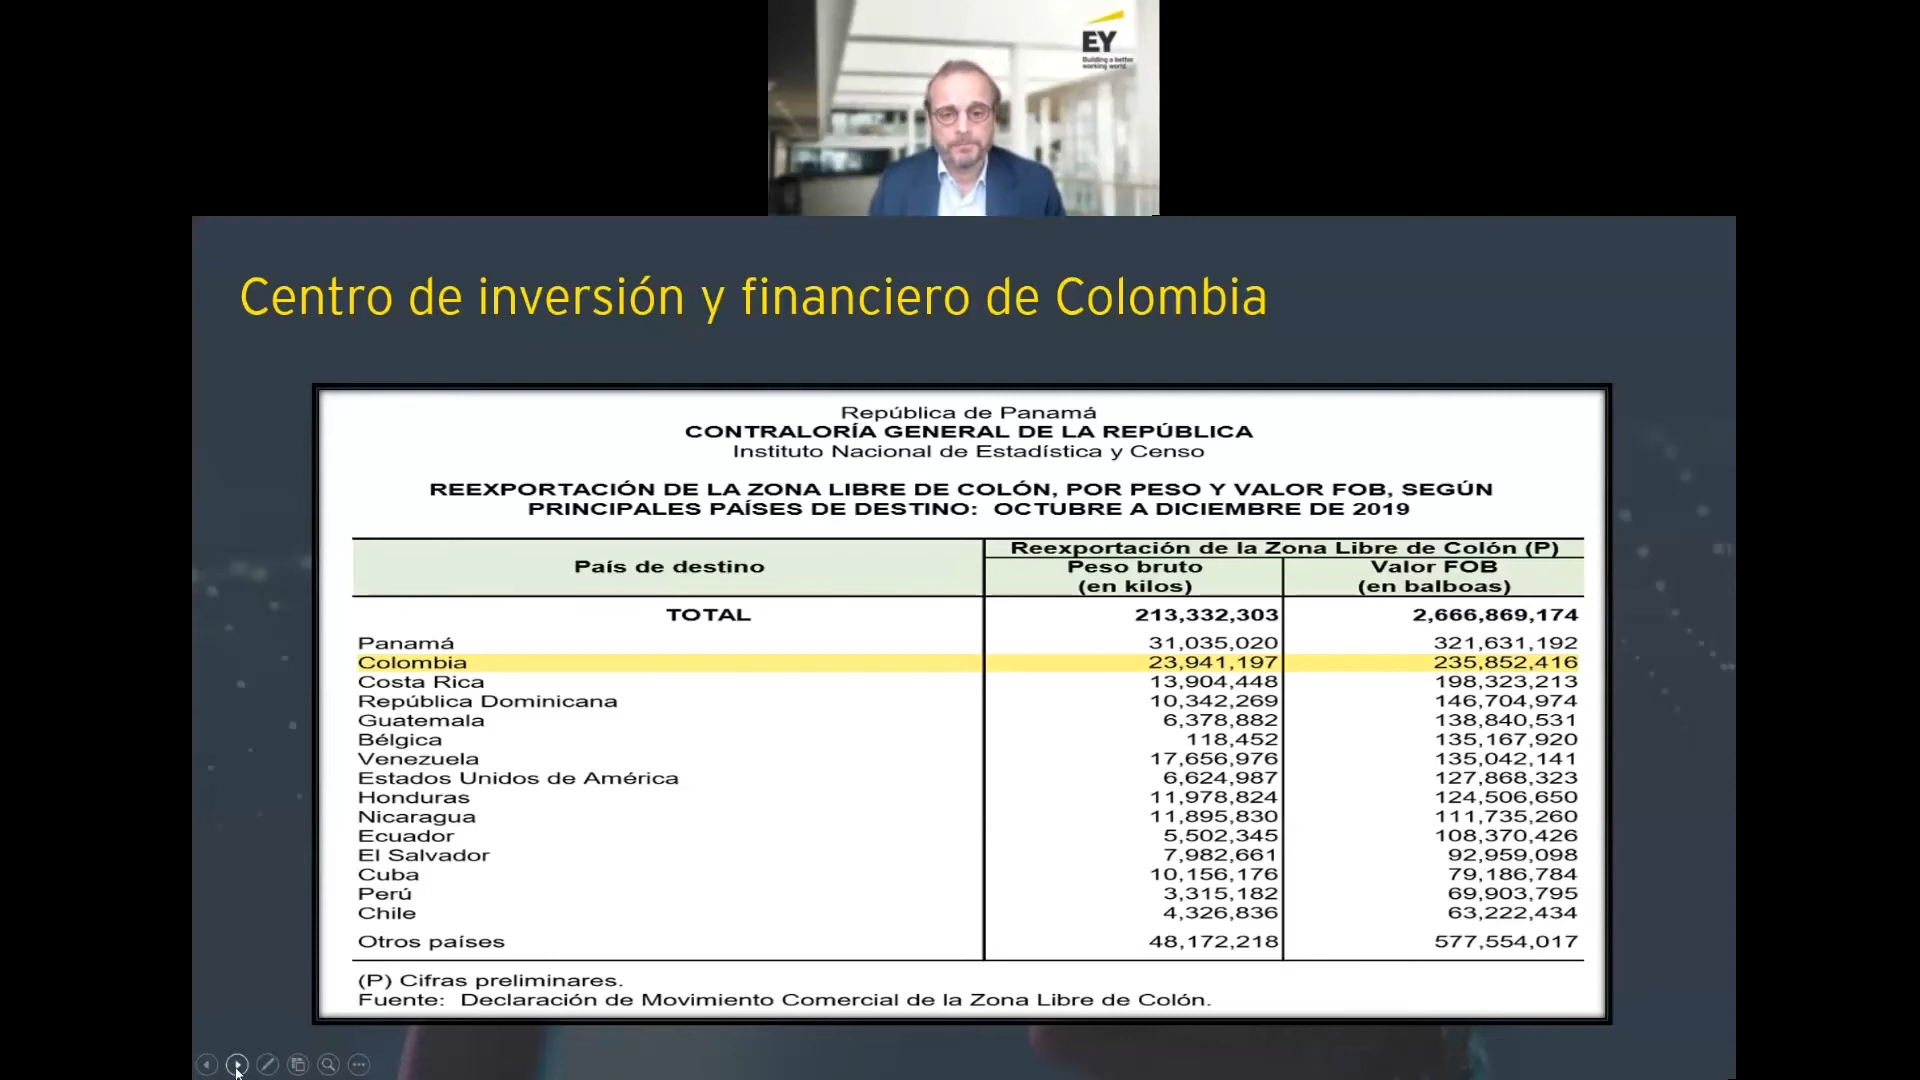 EY
Building a better
working world
Centro de inversión y financiero de Colombia
República de Panamá
CONTRALORÍA GENERAL DE LA REPÚBLICA
Instituto Nacional de Estadística y Censo
REEXPORTACIÓN DE LA ZONA LIBRE DE COLÓN, POR PESO Y VALOR FOB, SEGÚN
PRINCIPALES PAÍSES DE DESTINO: OCTUBRE A DICIEMBRE DE 2019
Reexportación de la Zona Libre de Colón (P)
País de destino Peso bruto Valor FOB
(en kilos) (en balboas)
TOTAL 213,332,303 2,666,869,174
Panamá 31,035,020 321,631,192
Colombia 23,941,197 235,852,416
Costa Rica 13,904,448 198,323,213
República Dominicana 10,342,269 146,704,974
Guatemala 6,378,882 138,840,531
Bélgica 118,452 135,167,920
Venezuela 17,656,976 135,042,141
Estados Unidos de América 6,624,987 127,868,323
Honduras 11,978,824 124,506,650
Nicaragua 11,895,830 111,735,260
Ecuador 5,502,345 108,370,426
El Salvador 7,982,661 92,959,098
Cuba 10,156,176 79,186,784
Perú 3,315,182 69,903,795
Chile 4,326,836 63,222,434
Otros países 48,172,218 577,554,017
(P) Cifras preliminares.
Fuente: Declaración de Movimiento Comercial de la Zona Libre de Colón.